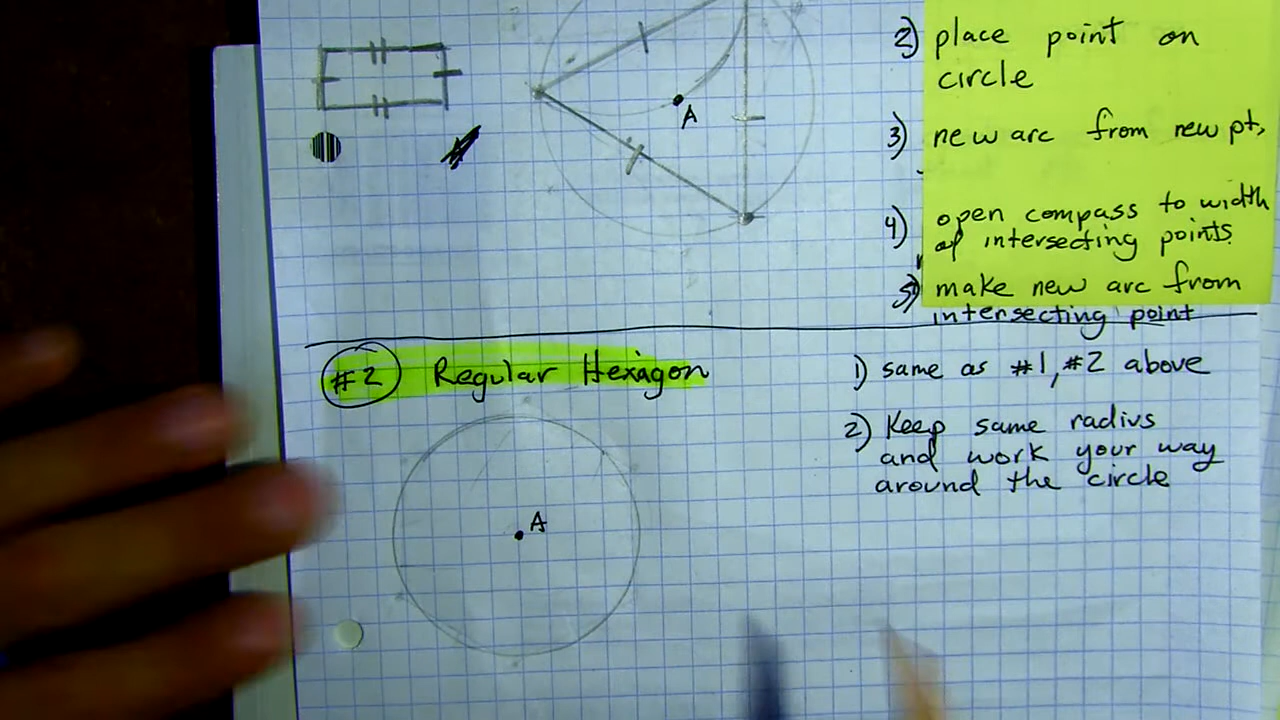 2) place point on
circle
3) new arc from new pt.
4) open compass to width
of intersecting points
5) make new arc from
intersecting point
A
#2 Regular Hexagon
1) same as #1, #2 above
2) Keep same radius
and work your way
around the circle
A